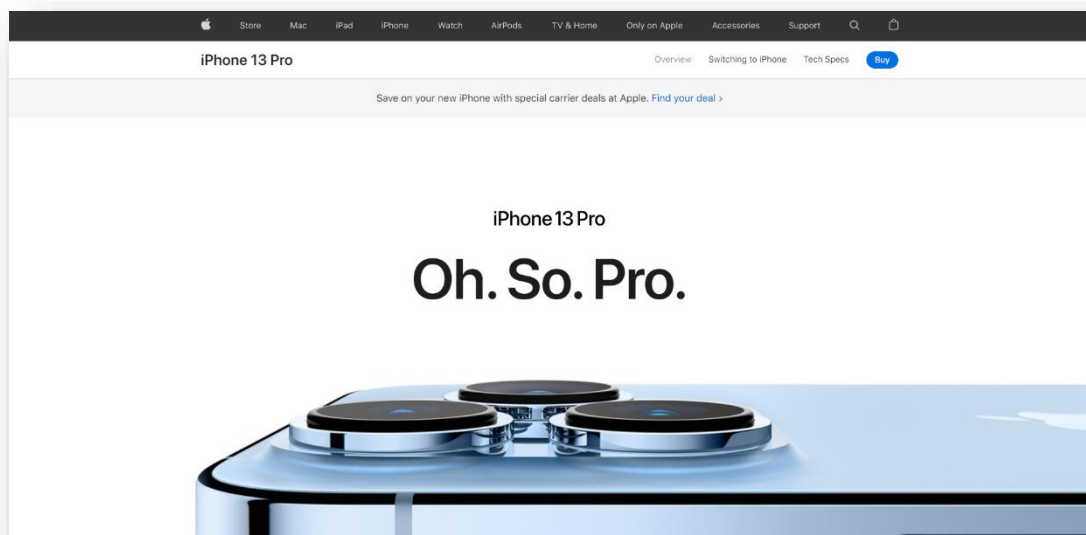 Store Mac iPad iPhone Watch AirPods TV & Home Only on Apple Accessories Support
iPhone 13 Pro Overview Switching to iPhone Tech Specs Buy
Save on your new iPhone with special carrier deals at Apple. Find your deal >
iPhone 13 Pro
Oh. So. Pro.